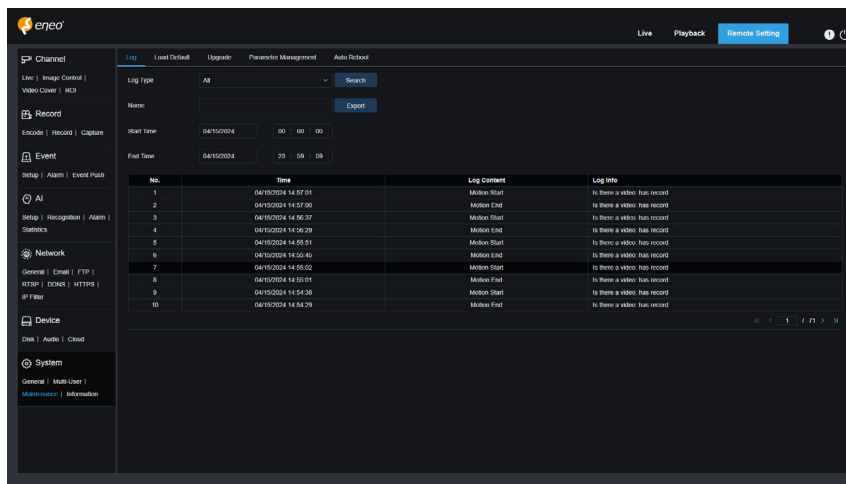 eneo
Live Playback Remote Setting
Channel
Live | Image Control |
Video Cover | ROI
Record
Encode | Record | Capture
Event
Setup | Alarm | Event Push
AI
Setup | Recognition | Alarm |
Statistics
Network
General | Email | FTP |
RTSP | DDNS | HTTPS |
IP Filter
Device
Disk | Audio | Cloud
System
General | Multi-User |
Maintenance | Information
Log Load Default Upgrade Parameter Management Auto Reboot
Log Type All Search
Name Export
Start Time 04/15/2024 00 : 00 : 00
End Time 04/15/2024 23 : 59 : 59
No. Time Log Content Log Info
1 04/15/2024 14:57:01 Motion Start Is there a video: has record
2 04/15/2024 14:57:00 Motion End Is there a video: has record
3 04/15/2024 14:56:37 Motion Start Is there a video: has record
4 04/15/2024 14:56:29 Motion End Is there a video: has record
5 04/15/2024 14:55:51 Motion Start Is there a video: has record
6 04/15/2024 14:55:45 Motion End Is there a video: has record
7 04/15/2024 14:55:02 Motion Start Is there a video: has record
8 04/15/2024 14:55:01 Motion End Is there a video: has record
9 04/15/2024 14:54:30 Motion Start Is there a video: has record
10 04/15/2024 14:54:29 Motion End Is there a video: has record
1 / 71